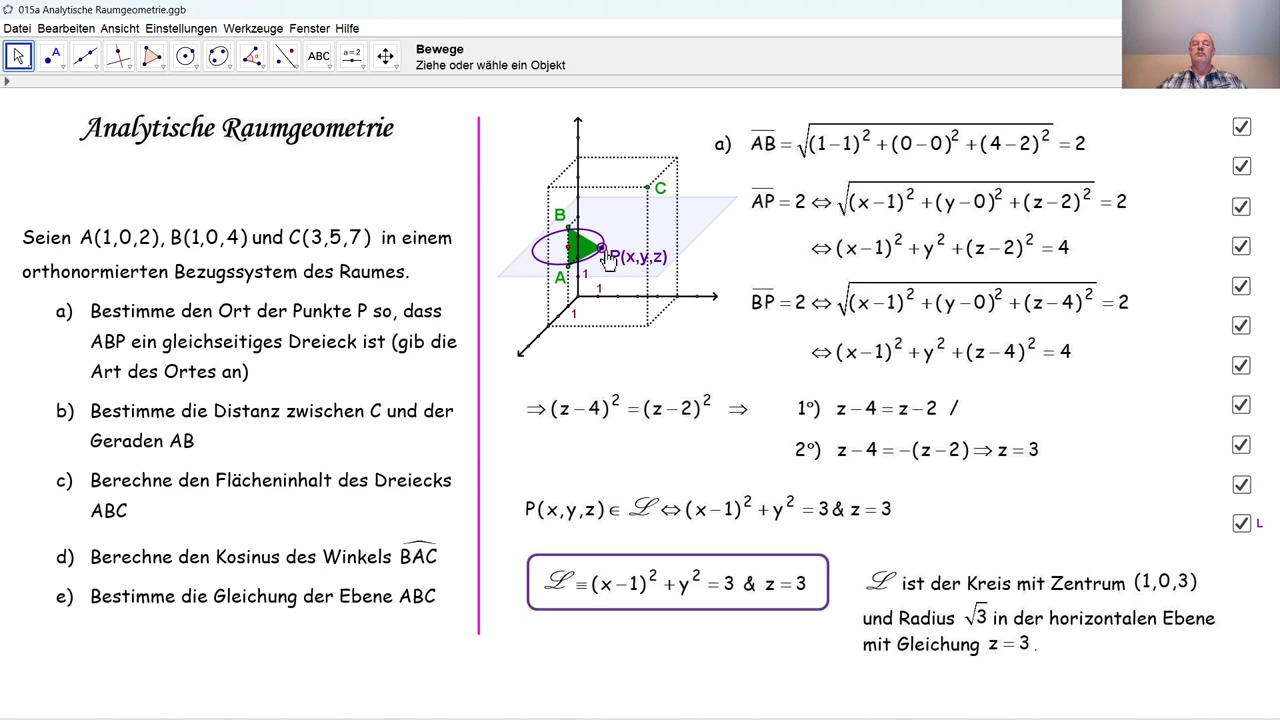 015a Analytische Raumgeometrie.ggb
Datei Bearbeiten Ansicht Einstellungen Werkzeuge Fenster Hilfe
A ABC a=2
Bewege
Ziehe oder wähle ein Objekt
Analytische Raumgeometrie
Seien A(1,0,2), B(1,0,4) und C(3,5,7) in einem
orthonormierten Bezugssystem des Raumes.
a) Bestimme den Ort der Punkte P so, dass
ABP ein gleichseitiges Dreieck ist (gib die
Art des Ortes an)
b) Bestimme die Distanz zwischen C und der
Geraden AB
c) Berechne den Flächeninhalt des Dreiecks
ABC
d) Berechne den Kosinus des Winkels BAC
e) Bestimme die Gleichung der Ebene ABC
C
B
P(x,y,z)
A
1
1
1
a) AB = √((1−1)² + (0−0)² + (4−2)²) = 2
AP = 2 ⇔ √((x−1)² + (y−0)² + (z−2)²) = 2
⇔ (x−1)² + y² + (z−2)² = 4
BP = 2 ⇔ √((x−1)² + (y−0)² + (z−4)²) = 2
⇔ (x−1)² + y² + (z−4)² = 4
⇒ (z−4)² = (z−2)² ⇒ 1°) z−4 = z−2 /
2°) z−4 = −(z−2) ⇒ z = 3
P(x,y,z) ∈ ℒ ⇔ (x−1)² + y² = 3 & z = 3
ℒ ≡ (x−1)² + y² = 3 & z = 3
ℒ ist der Kreis mit Zentrum (1,0,3)
und Radius √3 in der horizontalen Ebene
mit Gleichung z = 3 .
L